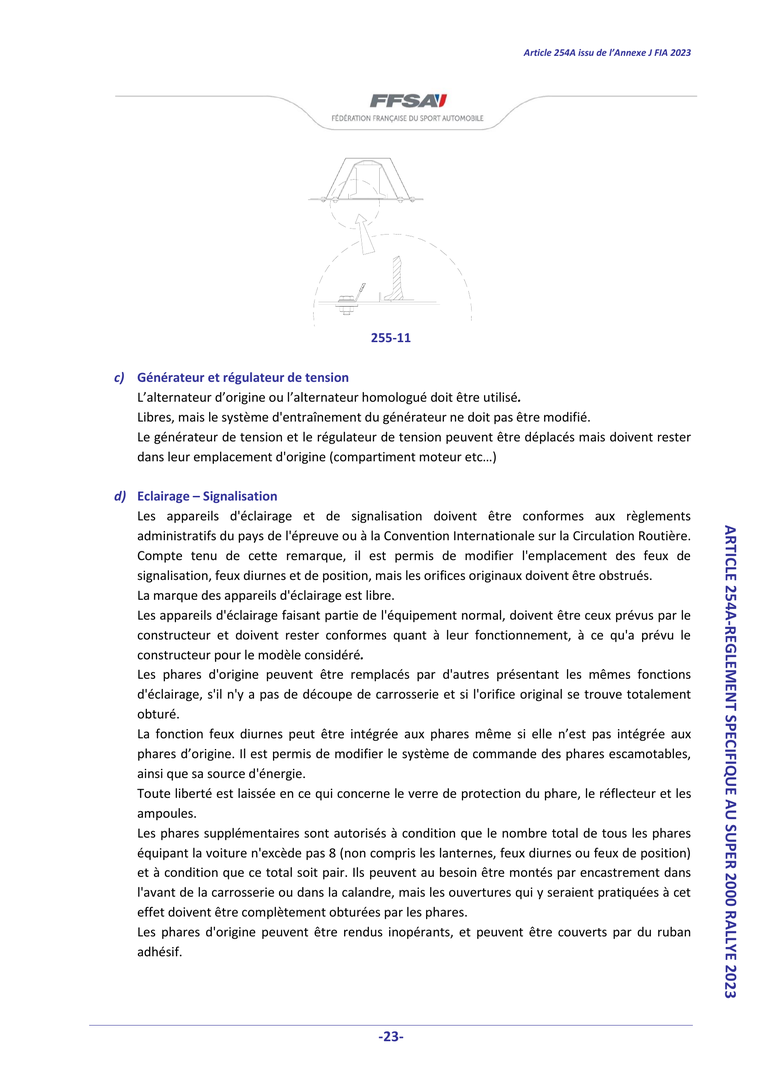 Article 254A issu de l’Annexe J FIA 2023
FFSA
FÉDÉRATION FRANÇAISE DU SPORT AUTOMOBILE
255-11
c) Générateur et régulateur de tension
L’alternateur d’origine ou l’alternateur homologué doit être utilisé.
Libres, mais le système d'entraînement du générateur ne doit pas être modifié.
Le générateur de tension et le régulateur de tension peuvent être déplacés mais doivent rester
dans leur emplacement d'origine (compartiment moteur etc…)
d) Eclairage – Signalisation
Les appareils d'éclairage et de signalisation doivent être conformes aux règlements
administratifs du pays de l'épreuve ou à la Convention Internationale sur la Circulation Routière.
Compte tenu de cette remarque, il est permis de modifier l'emplacement des feux de
signalisation, feux diurnes et de position, mais les orifices originaux doivent être obstrués.
La marque des appareils d'éclairage est libre.
Les appareils d'éclairage faisant partie de l'équipement normal, doivent être ceux prévus par le
constructeur et doivent rester conformes quant à leur fonctionnement, à ce qu'a prévu le
constructeur pour le modèle considéré.
Les phares d'origine peuvent être remplacés par d'autres présentant les mêmes fonctions
d'éclairage, s'il n'y a pas de découpe de carrosserie et si l'orifice original se trouve totalement
obturé.
La fonction feux diurnes peut être intégrée aux phares même si elle n’est pas intégrée aux
phares d’origine. Il est permis de modifier le système de commande des phares escamotables,
ainsi que sa source d'énergie.
Toute liberté est laissée en ce qui concerne le verre de protection du phare, le réflecteur et les
ampoules.
Les phares supplémentaires sont autorisés à condition que le nombre total de tous les phares
équipant la voiture n'excède pas 8 (non compris les lanternes, feux diurnes ou feux de position)
et à condition que ce total soit pair. Ils peuvent au besoin être montés par encastrement dans
l'avant de la carrosserie ou dans la calandre, mais les ouvertures qui y seraient pratiquées à cet
effet doivent être complètement obturées par les phares.
Les phares d'origine peuvent être rendus inopérants, et peuvent être couverts par du ruban
adhésif.
ARTICLE 254A-REGLEMENT SPECIFIQUE AU SUPER 2000 RALLYE 2023
-23-